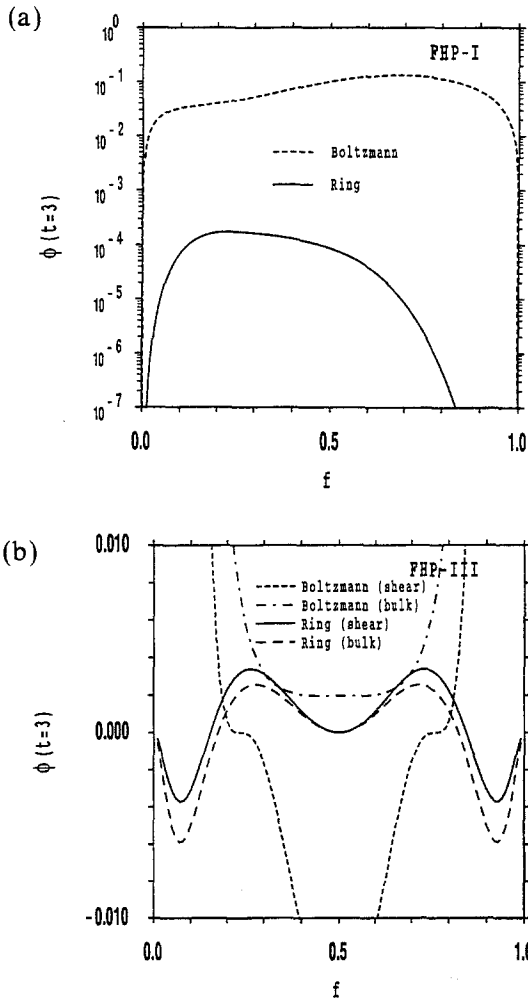 (a)
FHP-I
10^0
10^-1
10^-2
10^-3
10^-4
10^-5
10^-6
10^-7
ϕ (t=3)
Boltzmann
Ring
0.0
0.5
1.0
f
(b)
FHP-III
0.010
0.000
-0.010
ϕ (t=3)
Boltzmann (shear)
Boltzmann (bulk)
Ring (shear)
Ring (bulk)
0.0
0.5
1.0
f